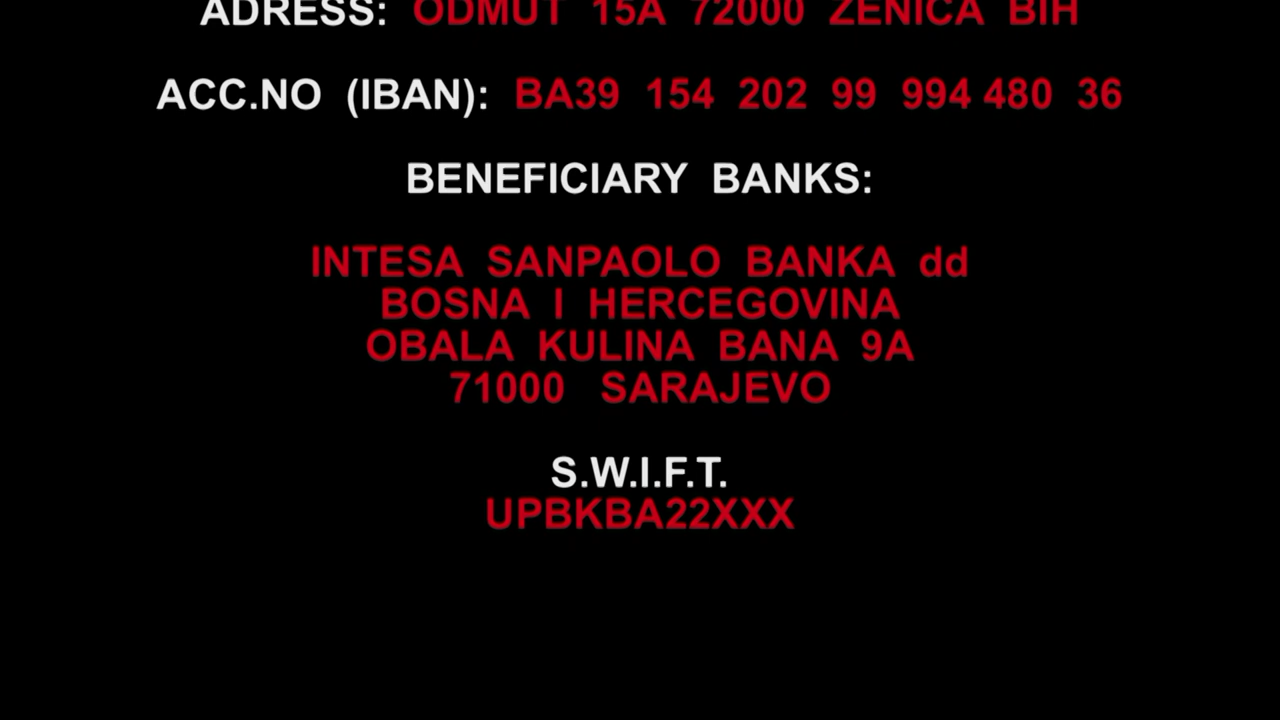 ADRESS: ODMUT 15A 72000 ZENICA BIH
ACC.NO (IBAN): BA39 154 202 99 994 480 36
BENEFICIARY BANKS:
INTESA SANPAOLO BANKA dd
BOSNA I HERCEGOVINA
OBALA KULINA BANA 9A
71000 SARAJEVO
S.W.I.F.T.
UPBKBA22XXX